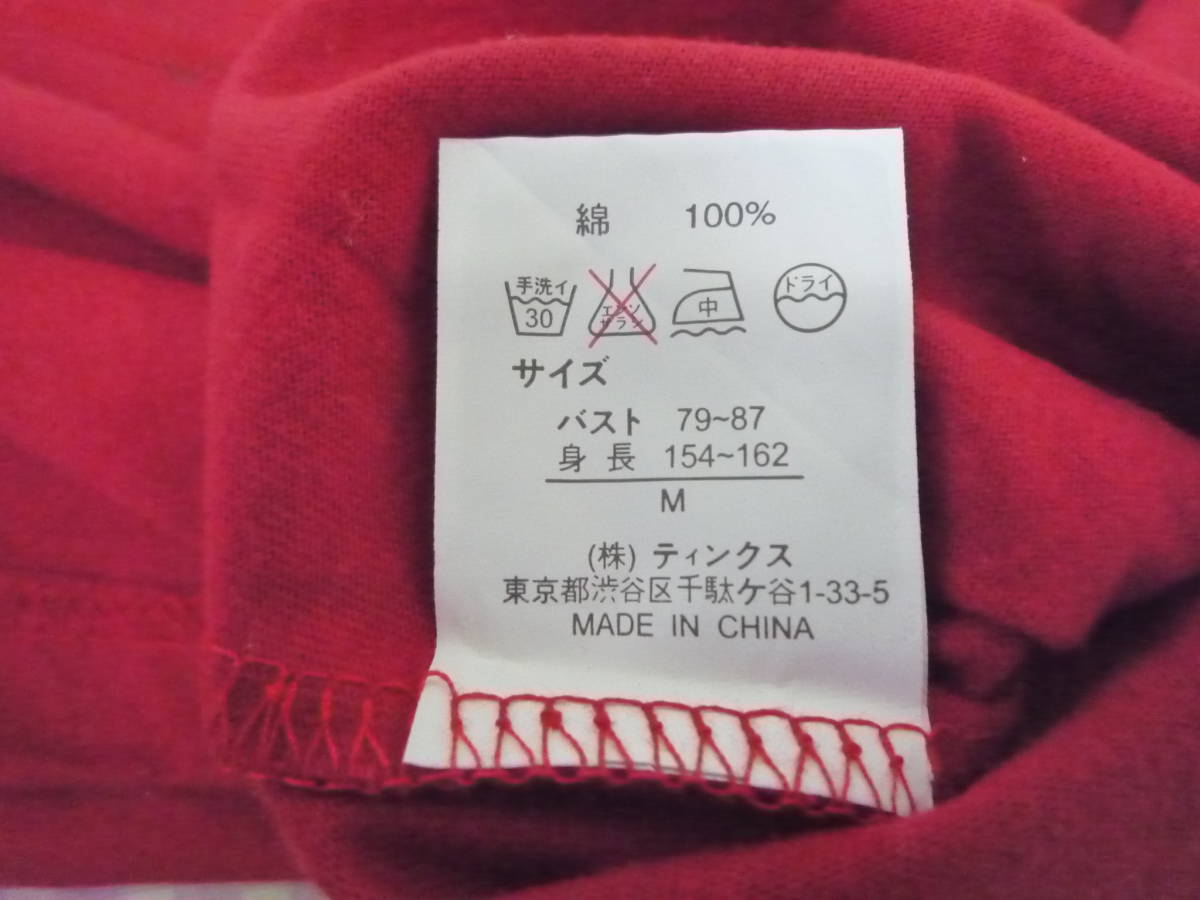 綿 100%
手洗イ 30 エンソ サラシ 中 ドライ
サイズ
バスト 79~87
身長 154~162
M
(株) ティンクス
東京都渋谷区千駄ケ谷1-33-5
MADE IN CHINA